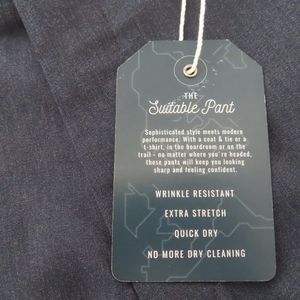 THE
Suitable Pant
Sophisticated style meets modern
performance. With a coat & tie or a
t-shirt, in the boardroom or on the
trail - no matter where you're headed,
these pants will keep you looking
sharp and feeling confident.
WRINKLE RESISTANT
EXTRA STRETCH
QUICK DRY
NO MORE DRY CLEANING